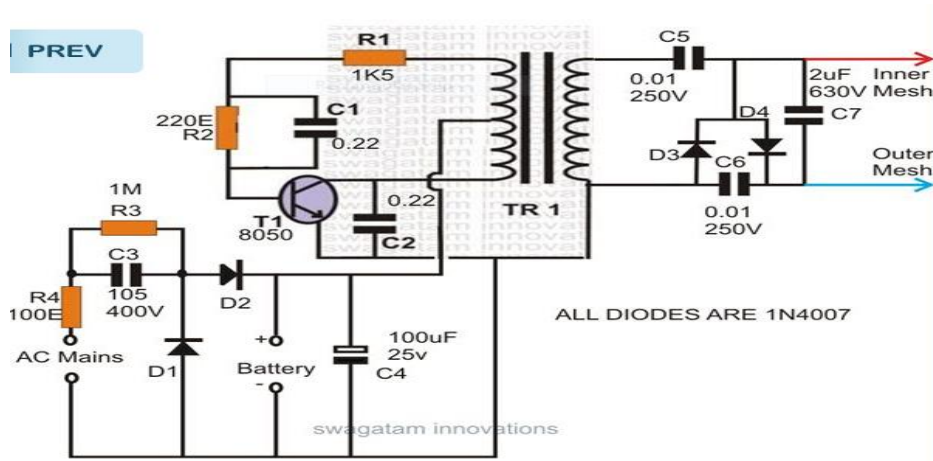 PREV
swagatam innovat
R1
1K5
220E
R2
C1
0.22
T1
8050
0.22
C2
TR 1
C5
0.01
250V
2uF
630V
C7
Inner
Mesh
D4
D3
C6
0.01
250V
Outer
Mesh
1M
R3
C3
105
400V
R4
100E
D2
AC Mains
D1
+
Battery
-
100uF
25v
C4
ALL DIODES ARE 1N4007
swagatam innovations